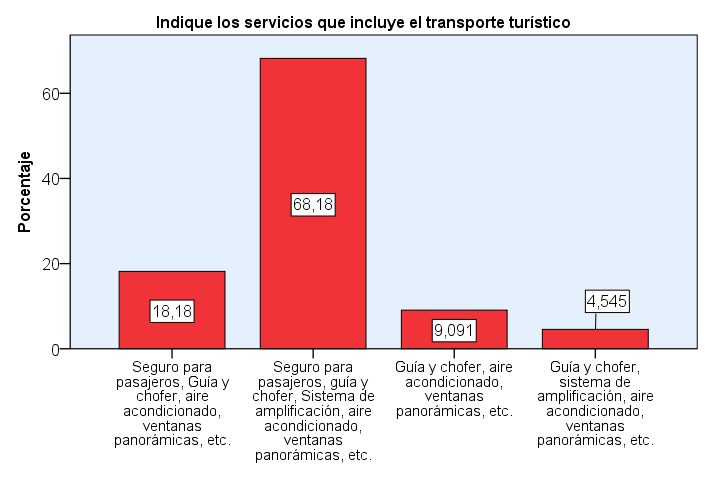 Indique los servicios que incluye el transporte turístico
Porcentaje
60
40
20
0
18,18
68,18
9,091
4,545
Seguro para
pasajeros, Guía y
chofer, aire
acondicionado,
ventanas
panorámicas, etc.
Seguro para
pasajeros, guía y
chofer, Sistema de
amplificación, aire
acondicionado,
ventanas
panorámicas, etc.
Guía y chofer, aire
acondicionado,
ventanas
panorámicas, etc.
Guía y chofer,
sistema de
amplificación, aire
acondicionado,
ventanas
panorámicas, etc.